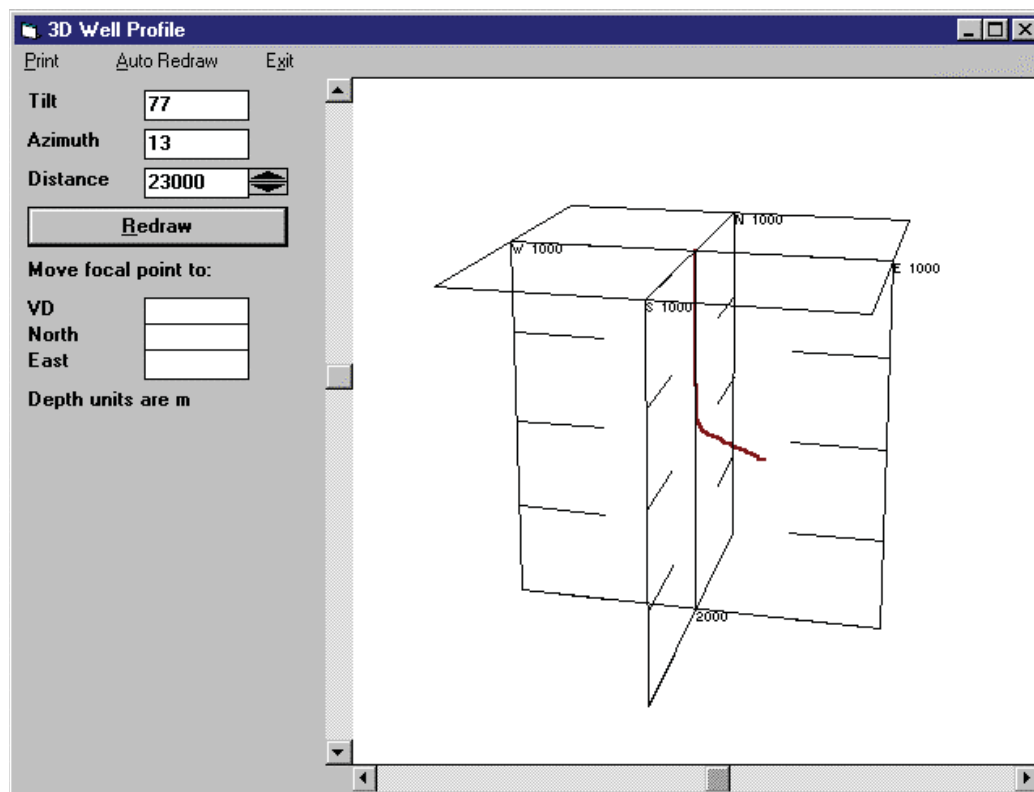 3D Well Profile
Print Auto Redraw Exit
Tilt 77
Azimuth 13
Distance 23000
Redraw
Move focal point to:
VD
North
East
Depth units are m
N 1000
W 1000
E 1000
S 1000
2000